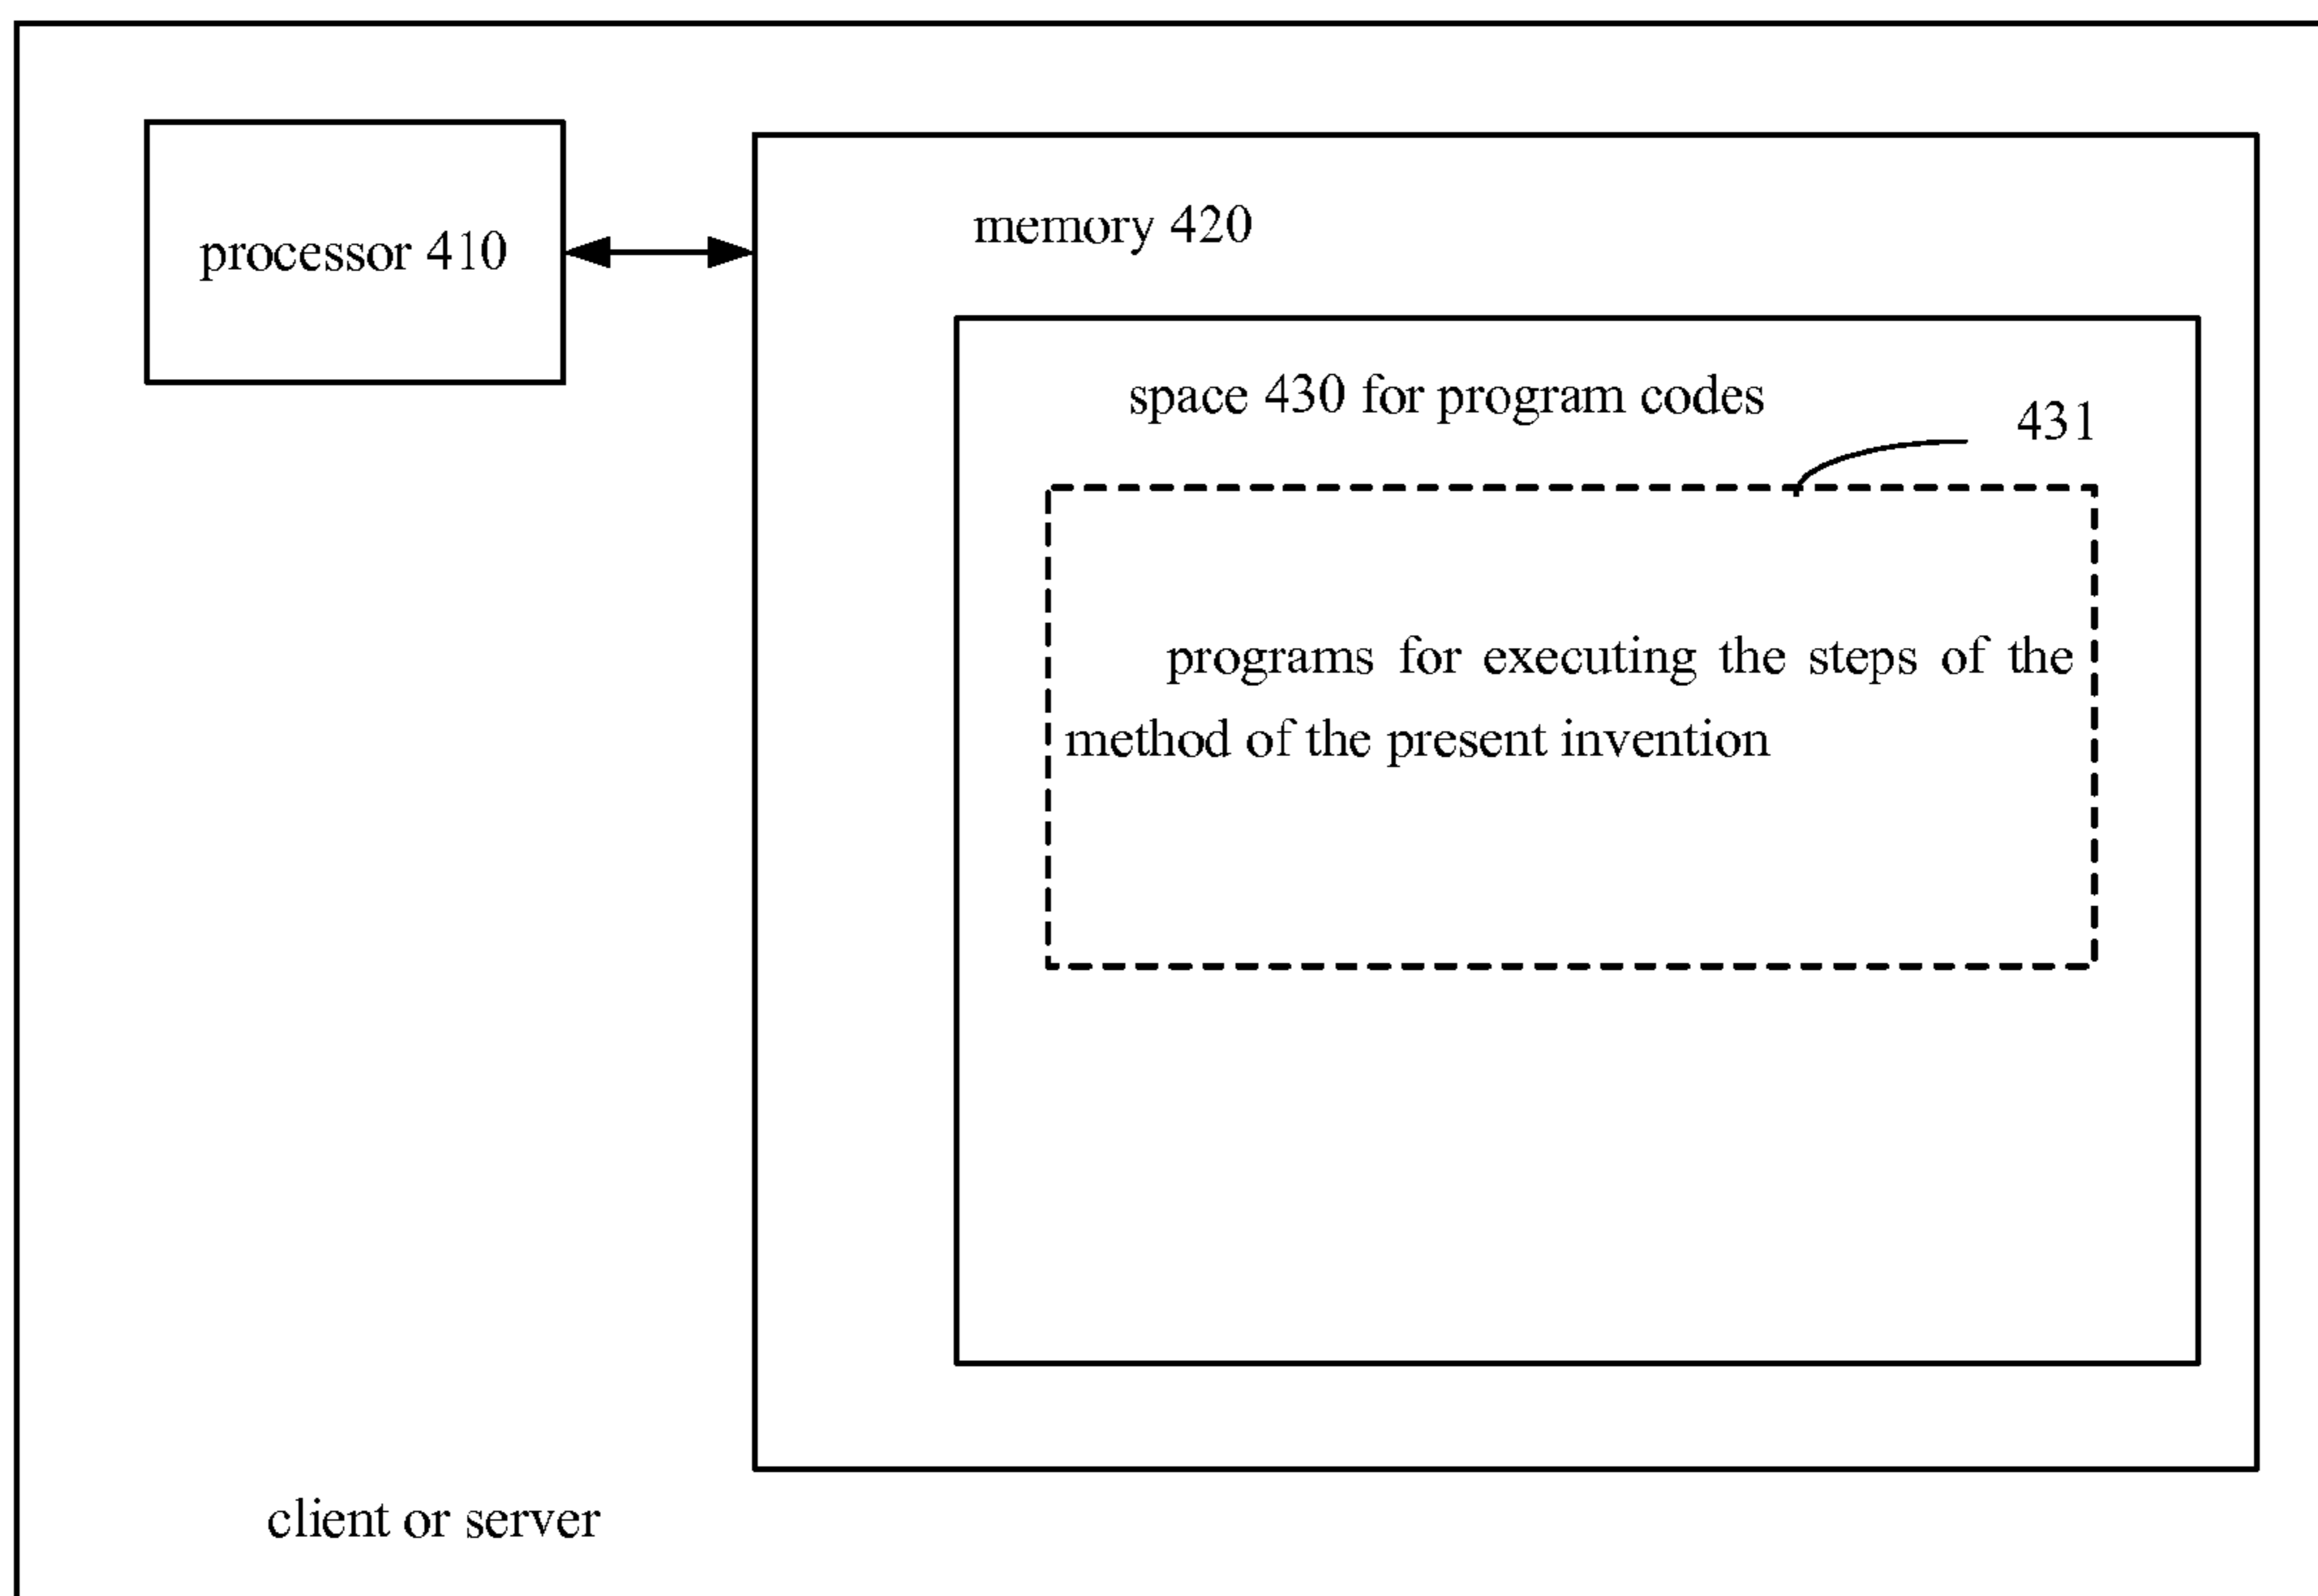 processor 410
memory 420
space 430 for program codes
431
programs for executing the steps of the
method of the present invention
client or server